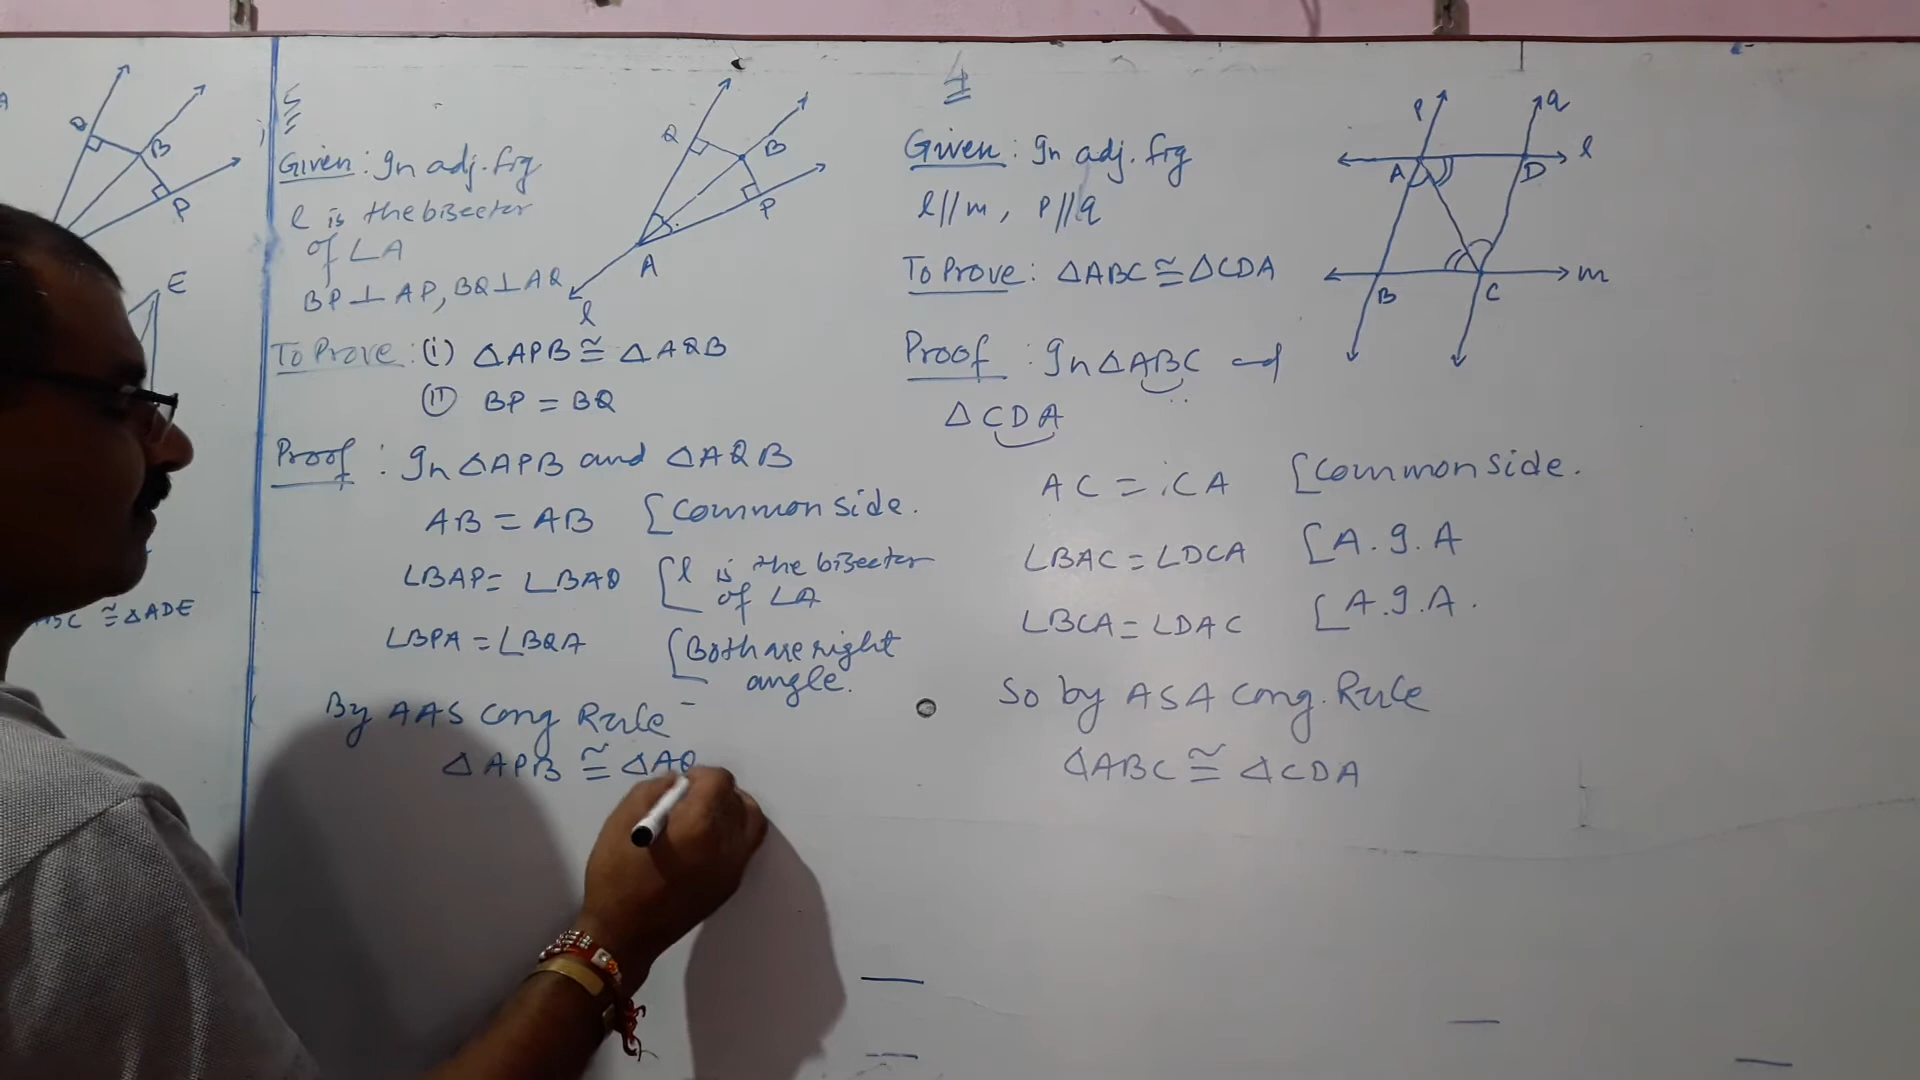 A
Q
B
P
E
BC ≅ ΔADE
5
Given : In adj. fig
l is the bisector
of ∠A
BP ⊥ AP, BQ ⊥ AQ
Q
B
P
A
l
To Prove : (i) ΔAPB ≅ ΔAQB
(ii) BP = BQ
Proof : In ΔAPB and ΔAQB
AB = AB [Common side.
∠BAP = ∠BAQ [l is the bisector
of ∠A
∠BPA = ∠BQA [Both are right
angle.
By AAS Cong Rule
ΔAPB ≅ ΔAQ
4
Given : In adj. fig
l//m, p//q
To Prove : ΔABC ≅ ΔCDA
Proof : In ΔABC and
ΔCDA
AC = CA [Common side.
∠BAC = ∠DCA [A.I.A
∠BCA = ∠DAC [A.I.A.
So by ASA Cong. Rule
ΔABC ≅ ΔCDA
P
q
l
A
D
B
C
m